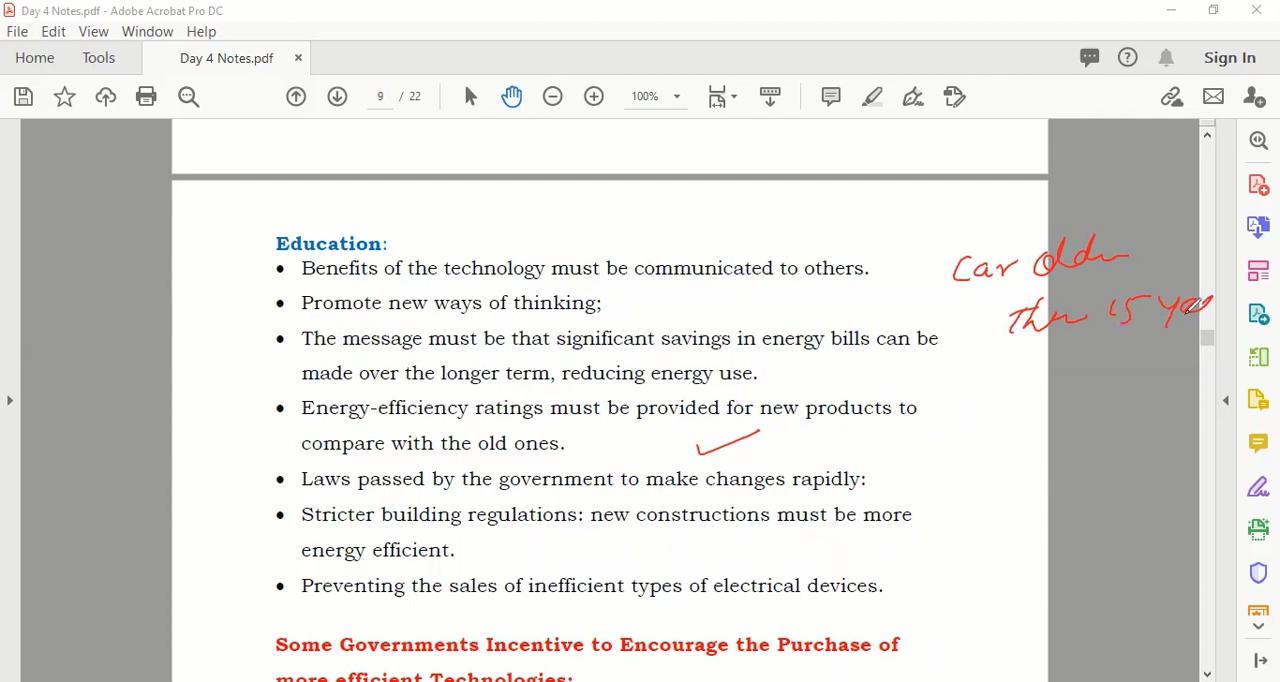 Day 4 Notes.pdf - Adobe Acrobat Pro DC
File Edit View Window Help
Home Tools Day 4 Notes.pdf × Sign In
9 / 22 100%
Education:
• Benefits of the technology must be communicated to others.
Car older
• Promote new ways of thinking;
15
• The message must be that significant savings in energy bills can be
made over the longer term, reducing energy use.
• Energy-efficiency ratings must be provided for new products to
compare with the old ones.
• Laws passed by the government to make changes rapidly:
• Stricter building regulations: new constructions must be more
energy efficient.
• Preventing the sales of inefficient types of electrical devices.
Some Governments Incentive to Encourage the Purchase of
more efficient Technologies: